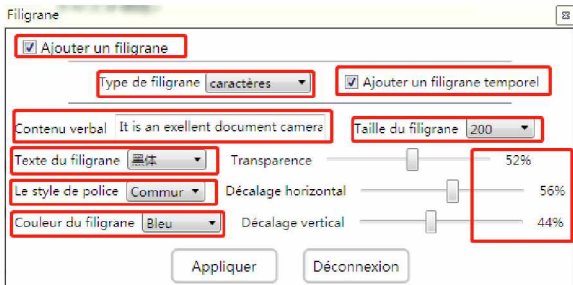 Filigrane
Ajouter un filigrane
Type de filigrane caractères Ajouter un filigrane temporel
Contenu verbal It is an exellent document camera Taille du filigrane 200
Texte du filigrane 黑体 Transparence 52%
Le style de police Commur Décalage horizontal 56%
Couleur du filigrane Bleu Décalage vertical 44%
Appliquer Déconnexion